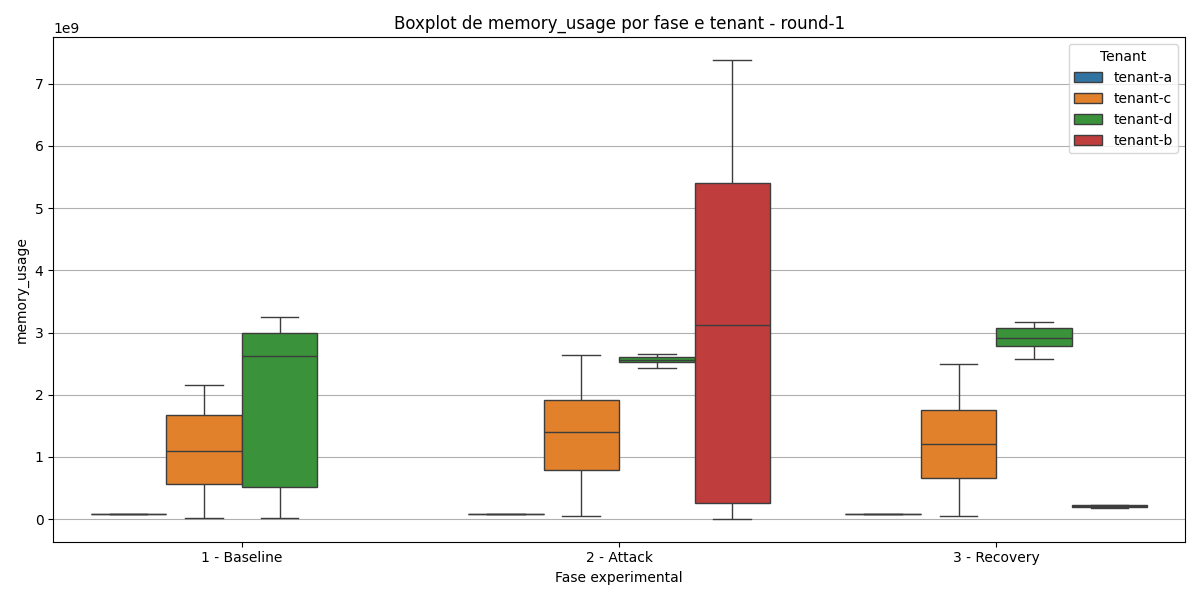 Boxplot de memory_usage por fase e tenant - round-1
1e9
7
6
5
4
3
2
1
0
memory_usage
Tenant
tenant-a
tenant-c
tenant-d
tenant-b
1 - Baseline
2 - Attack
3 - Recovery
Fase experimental